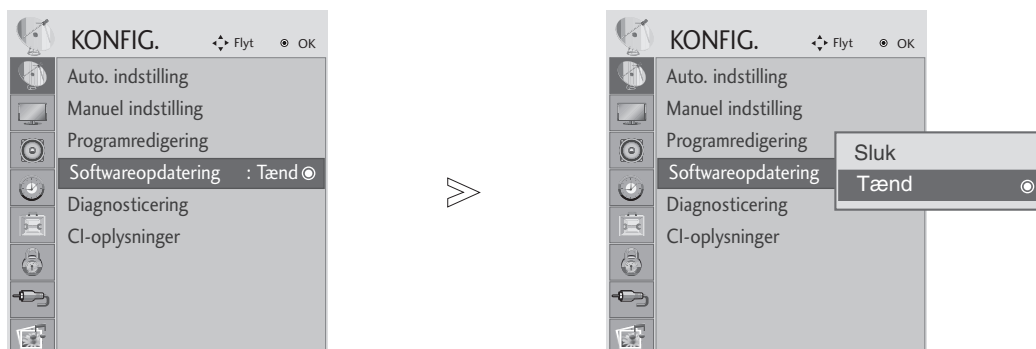 KONFIG. Flyt OK
Auto. indstilling
Manuel indstilling
Programredigering
Softwareopdatering : Tænd
Diagnosticering
CI-oplysninger
KONFIG. Flyt OK
Auto. indstilling
Manuel indstilling
Programredigering
Softwareopdatering
Diagnosticering
CI-oplysninger
Sluk
Tænd